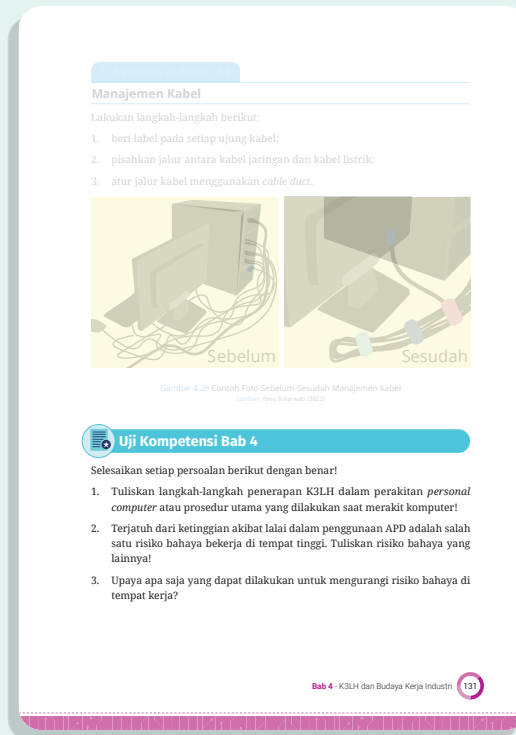 Manajemen Kabel
Lakukan langkah-langkah berikut:
1. beri label pada setiap ujung kabel;
2. pisahkan jalur antara kabel jaringan dan kabel listrik;
3. atur jalur kabel menggunakan cable duct.
Sebelum
Sesudah
Gambar 4.26 Contoh Foto Sebelum-Sesudah Manajemen Kabel
Uji Kompetensi Bab 4
Selesaikan setiap persoalan berikut dengan benar!
1. Tuliskan langkah-langkah penerapan K3LH dalam perakitan personal
computer atau prosedur utama yang dilakukan saat merakit komputer!
2. Terjatuh dari ketinggian akibat lalai dalam penggunaan APD adalah salah
satu risiko bahaya bekerja di tempat tinggi. Tuliskan risiko bahaya yang
lainnya!
3. Upaya apa saja yang dapat dilakukan untuk mengurangi risiko bahaya di
tempat kerja?
Bab 4 - K3LH dan Budaya Kerja Industri 131